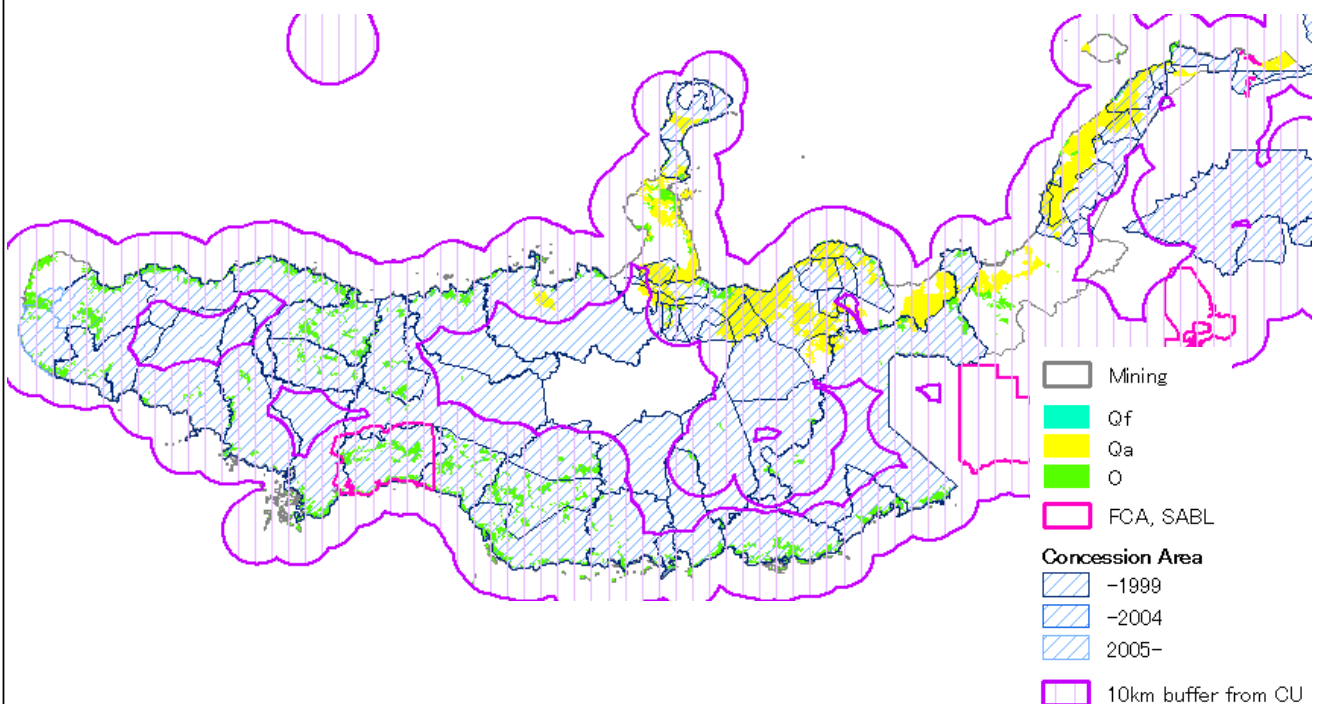 Mining
Qf
Qa
O
FCA, SABL
Concession Area
-1999
-2004
2005-
10km buffer from CU